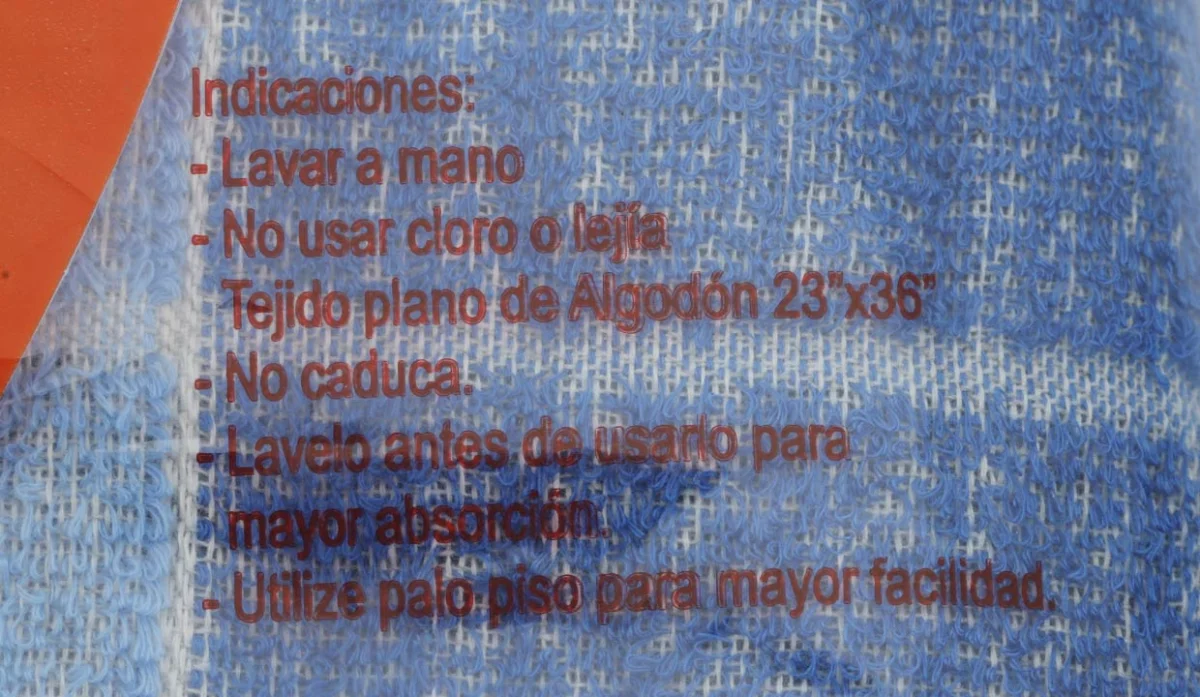 Indicaciones:
- Lavar a mano
- No usar cloro o lejía
Tejido plano de Algodón 23”x36”
- No caduca.
- Lavelo antes de usarlo para
mayor absorción.
- Utilize palo piso para mayor facilidad.